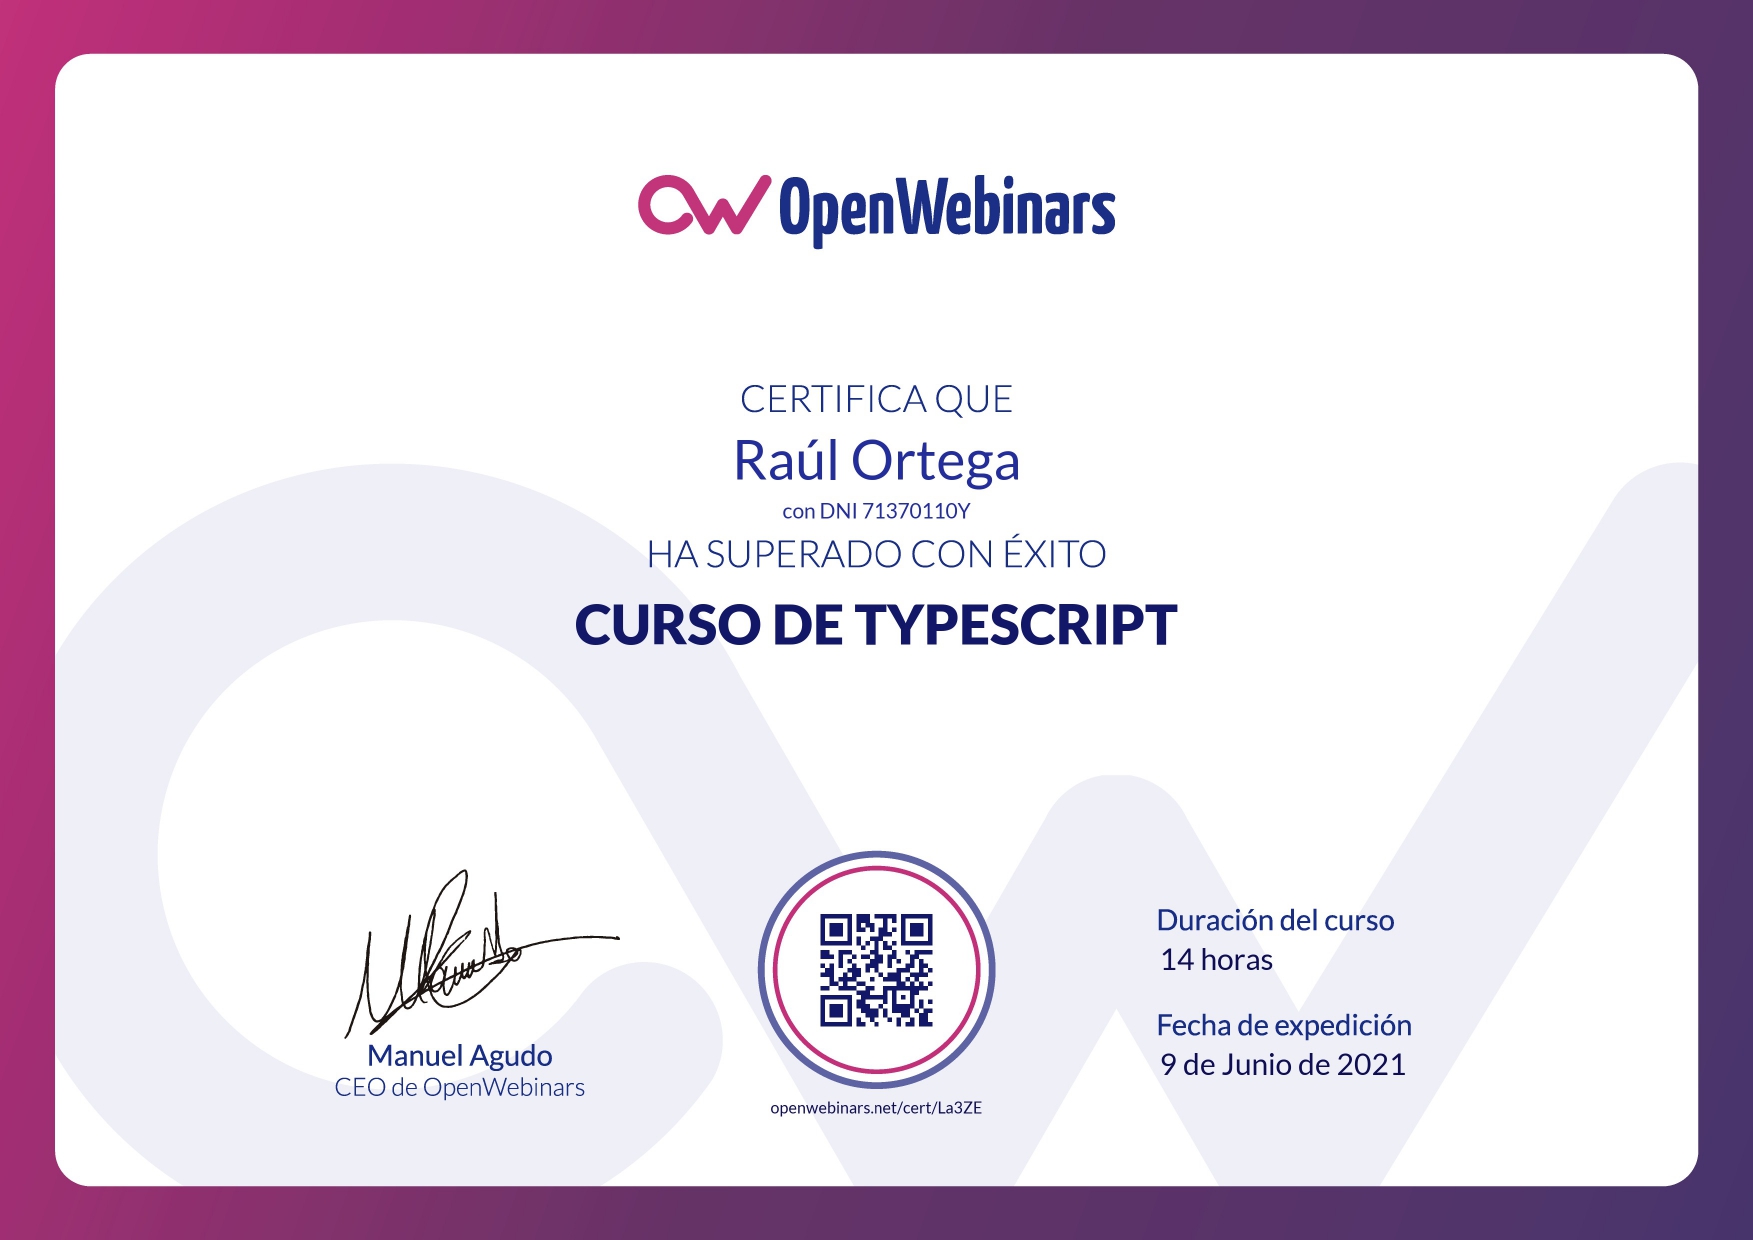 OpenWebinars
CERTIFICA QUE
Raúl Ortega
con DNI 71370110Y
HA SUPERADO CON ÉXITO
CURSO DE TYPESCRIPT
Manuel Agudo
CEO de OpenWebinars
openwebinars.net/cert/La3ZE
Duración del curso
14 horas
Fecha de expedición
9 de Junio de 2021